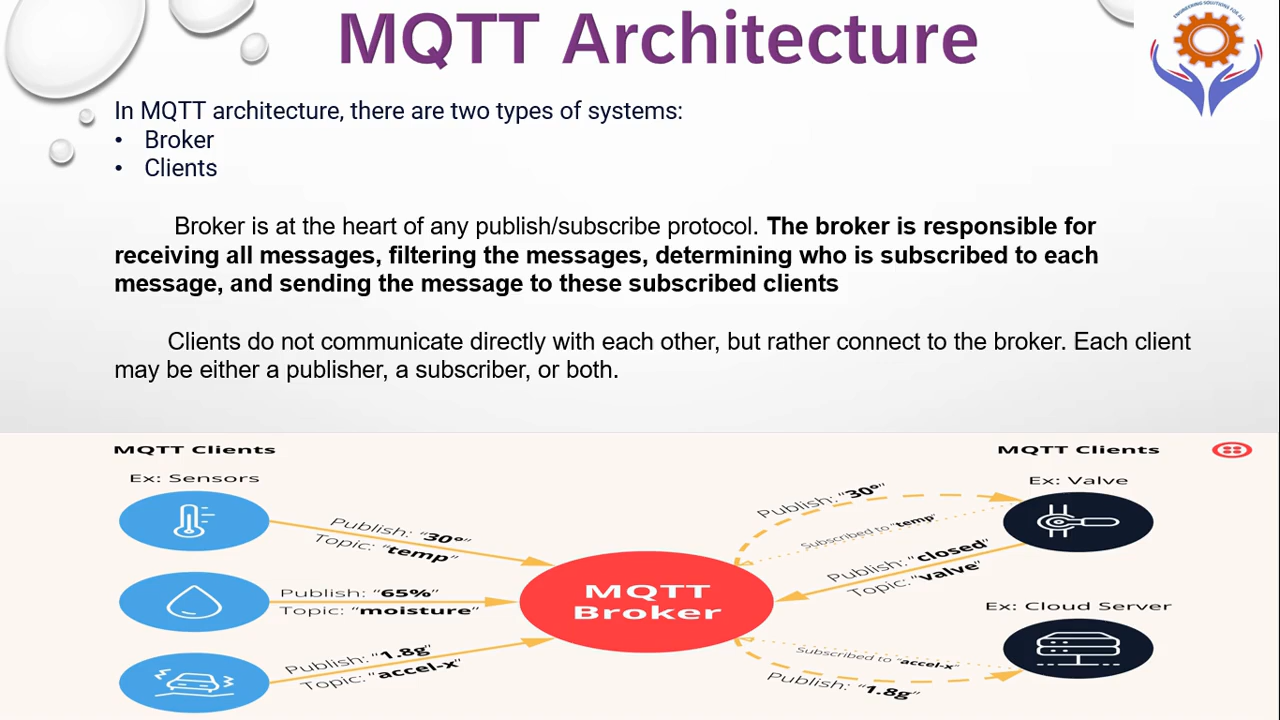 MQTT Architecture
ENGINEERING SOLUTIONS FOR ALL
In MQTT architecture, there are two types of systems:
• Broker
• Clients
Broker is at the heart of any publish/subscribe protocol. The broker is responsible for
receiving all messages, filtering the messages, determining who is subscribed to each
message, and sending the message to these subscribed clients
Clients do not communicate directly with each other, but rather connect to the broker. Each client
may be either a publisher, a subscriber, or both.
MQTT Clients
Ex: Sensors
Publish: "30°"
Topic: "temp"
Publish: "65%"
Topic: "moisture"
Publish: "1.8g"
Topic: "accel-x"
MQTT
Broker
MQTT Clients
Ex: Valve
Publish: "30°"
Subscribed to "temp"
Publish: "closed"
Topic: "valve"
Ex: Cloud Server
Subscribed to "accel-x"
Publish: "1.8g"